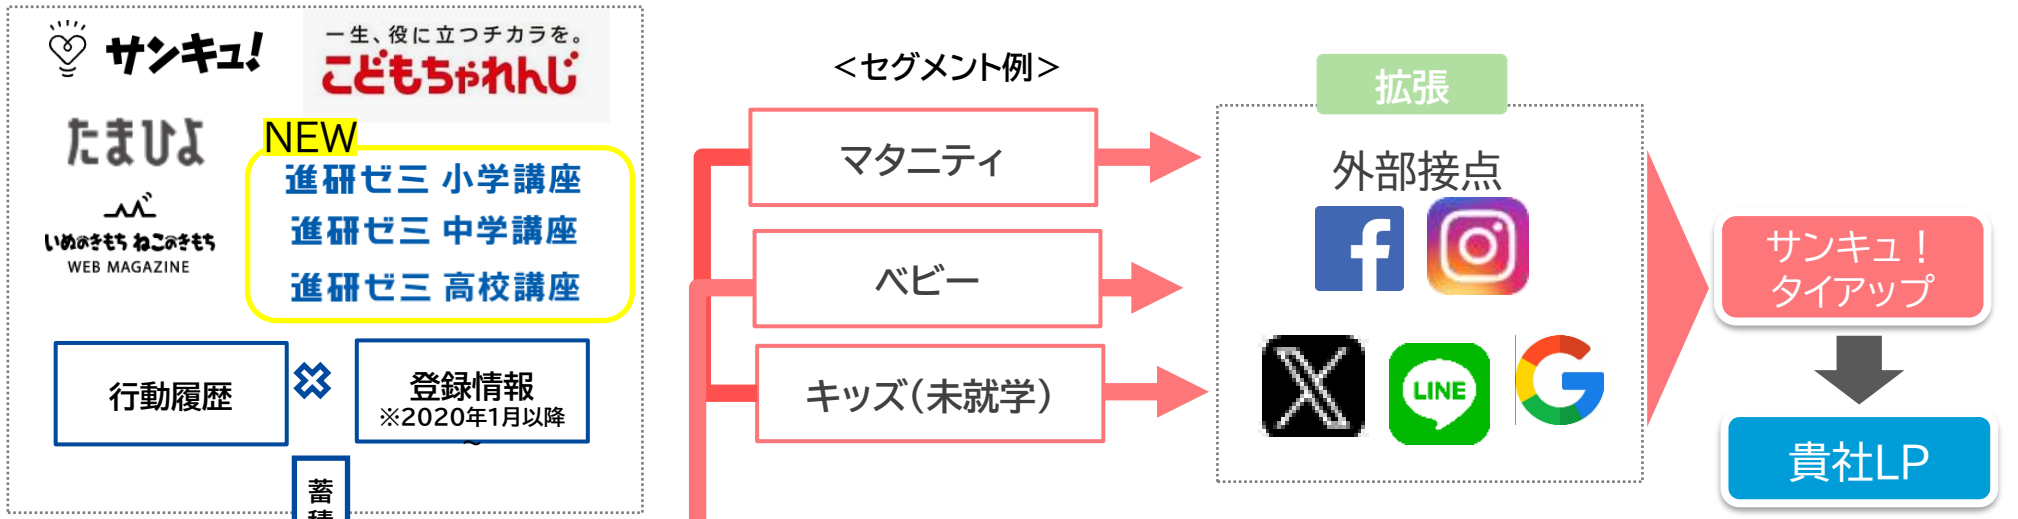 サンキュ!
一生、役に立つチカラを。
こどもちゃれんじ
たまひよ
NEW
進研ゼミ 小学講座
進研ゼミ 中学講座
進研ゼミ 高校講座
いぬのきもち ねこのきもち
WEB MAGAZINE
行動履歴
登録情報
※2020年1月以降
～
蓄
積
＜セグメント例＞
マタニティ
ベビー
キッズ（未就学）
拡張
外部接点
LINE
サンキュ！
タイアップ
貴社LP